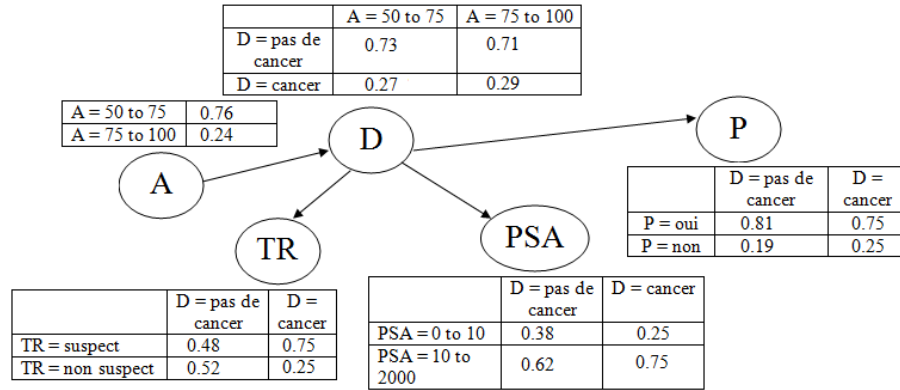 A = 50 to 75 A = 75 to 100
D = pas de
cancer 0.73 0.71
D = cancer 0.27 0.29
A = 50 to 75 0.76
A = 75 to 100 0.24
A
D
P
TR
PSA
D = pas de
cancer D =
cancer
P = oui 0.81 0.75
P = non 0.19 0.25
D = pas de
cancer D =
cancer
TR = suspect 0.48 0.75
TR = non suspect 0.52 0.25
D = pas de
cancer D = cancer
PSA = 0 to 10 0.38 0.25
PSA = 10 to
2000 0.62 0.75